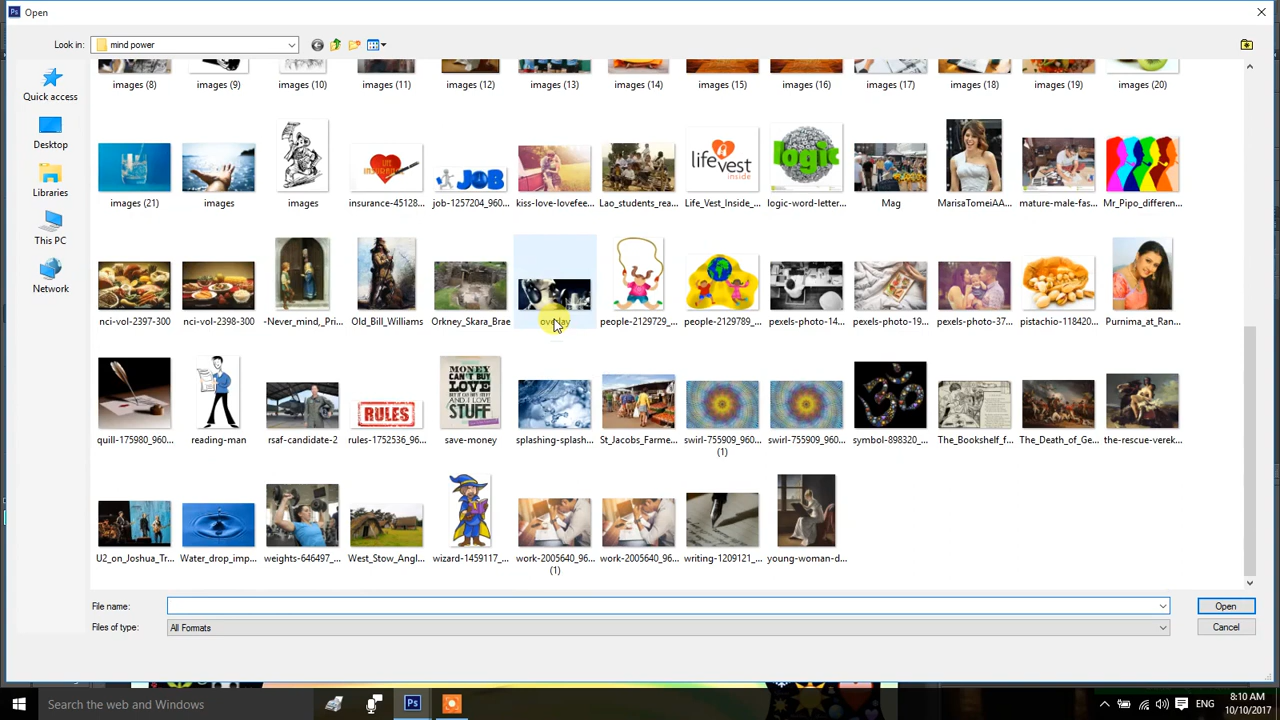 Open
Look in:
mind power
Quick access
Desktop
Libraries
This PC
Network
images (8)
images (9)
images (10)
images (11)
images (12)
images (13)
images (14)
images (15)
images (16)
images (17)
images (18)
images (19)
images (20)
LIFE
INSURANCE
JOB
life
vest
inside
logic
images (21)
images
images
insurance-45128...
job-1257204_960...
kiss-love-lovefee...
Lao_students_rea...
Life_Vest_Inside_...
logic-word-letter...
Mag
MarisaTomeiAA...
mature-male-fas...
Mr_Pipo_differen...
nci-vol-2397-300
nci-vol-2398-300
-Never_mind,_Pri...
Old_Bill_Williams
Orkney_Skara_Brae
overlay
people-2129729_...
people-2129789_...
pexels-photo-14...
pexels-photo-19...
pexels-photo-37...
pistachio-118420...
Purnima_at_Ran...
RULES
MONEY
CAN'T BUY
LOVE
AND I LOVE
STUFF
quill-175980_960...
reading-man
rsaf-candidate-2
rules-1752536_96...
save-money
splashing-splash...
St_Jacobs_Farme...
swirl-755909_960...
(1)
swirl-755909_960...
symbol-898320_...
The_Bookshelf_f...
The_Death_of_Ge...
the-rescue-verek...
U2_on_Joshua_Tr...
Water_drop_imp...
weights-646497_...
West_Stow_Angl...
wizard-1459117_...
work-2005640_96...
(1)
work-2005640_96...
writing-1209121_...
young-woman-d...
File name:
Open
Files of type:
All Formats
Cancel
Search the web and Windows
Ps
ENG
8:10 AM
10/10/2017